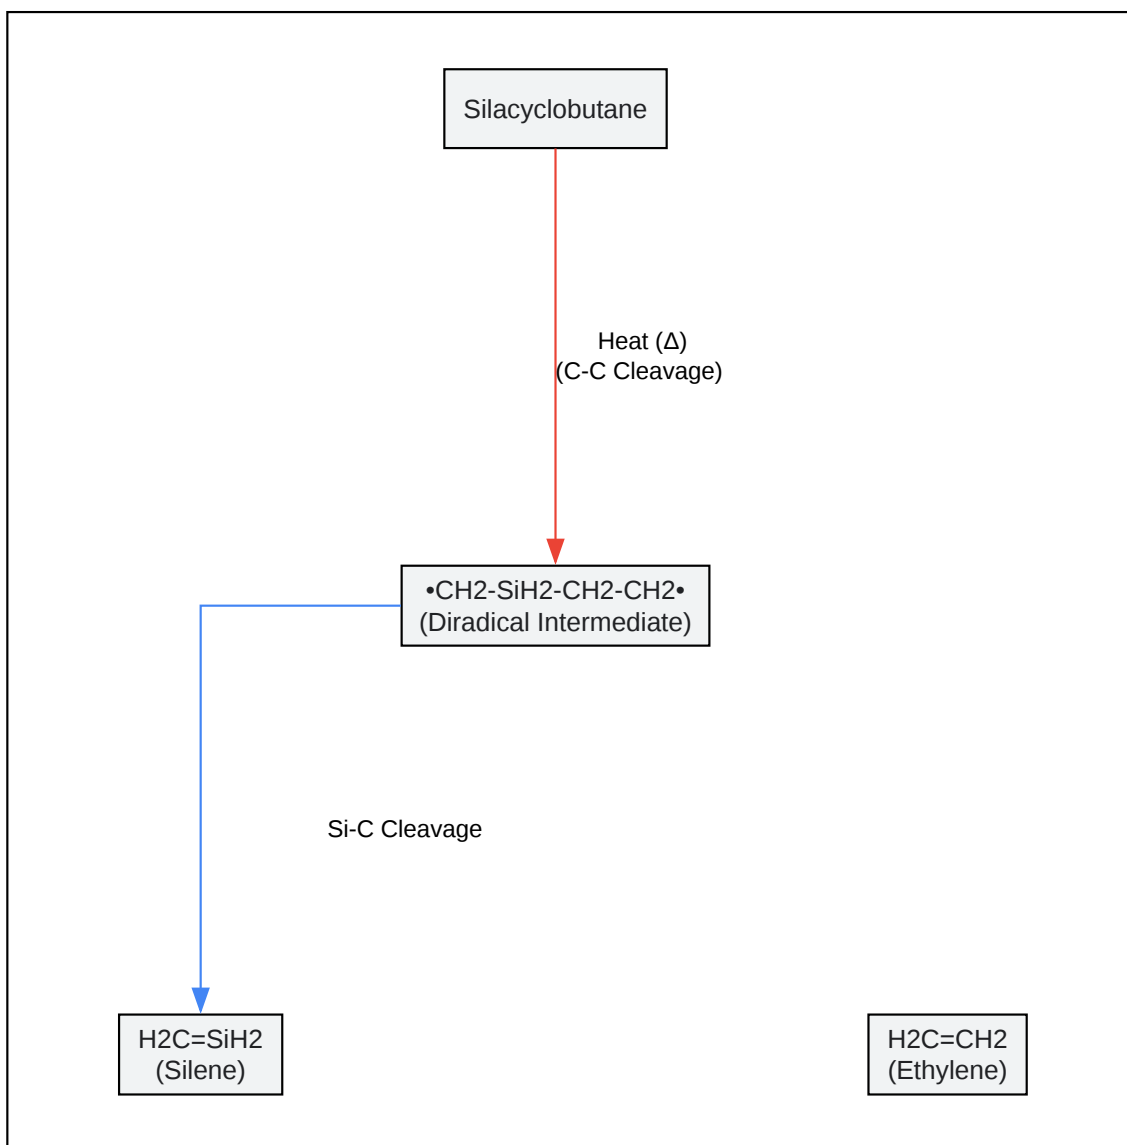 Silacyclobutane
Heat (Δ)
(C-C Cleavage)
•CH2-SiH2-CH2-CH2•
(Diradical Intermediate)
Si-C Cleavage
H2C=SiH2
(Silene)
H2C=CH2
(Ethylene)